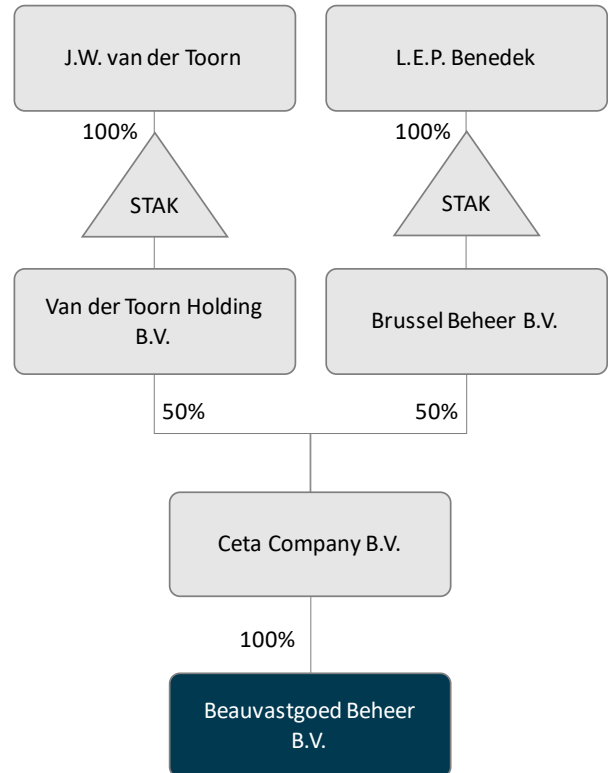 J.W. van der Toorn
L.E.P. Benedek
100%
100%
STAK
STAK
Van der Toorn Holding
B.V.
Brussel Beheer B.V.
50%
50%
Ceta Company B.V.
100%
Beauvastgoed Beheer
B.V.